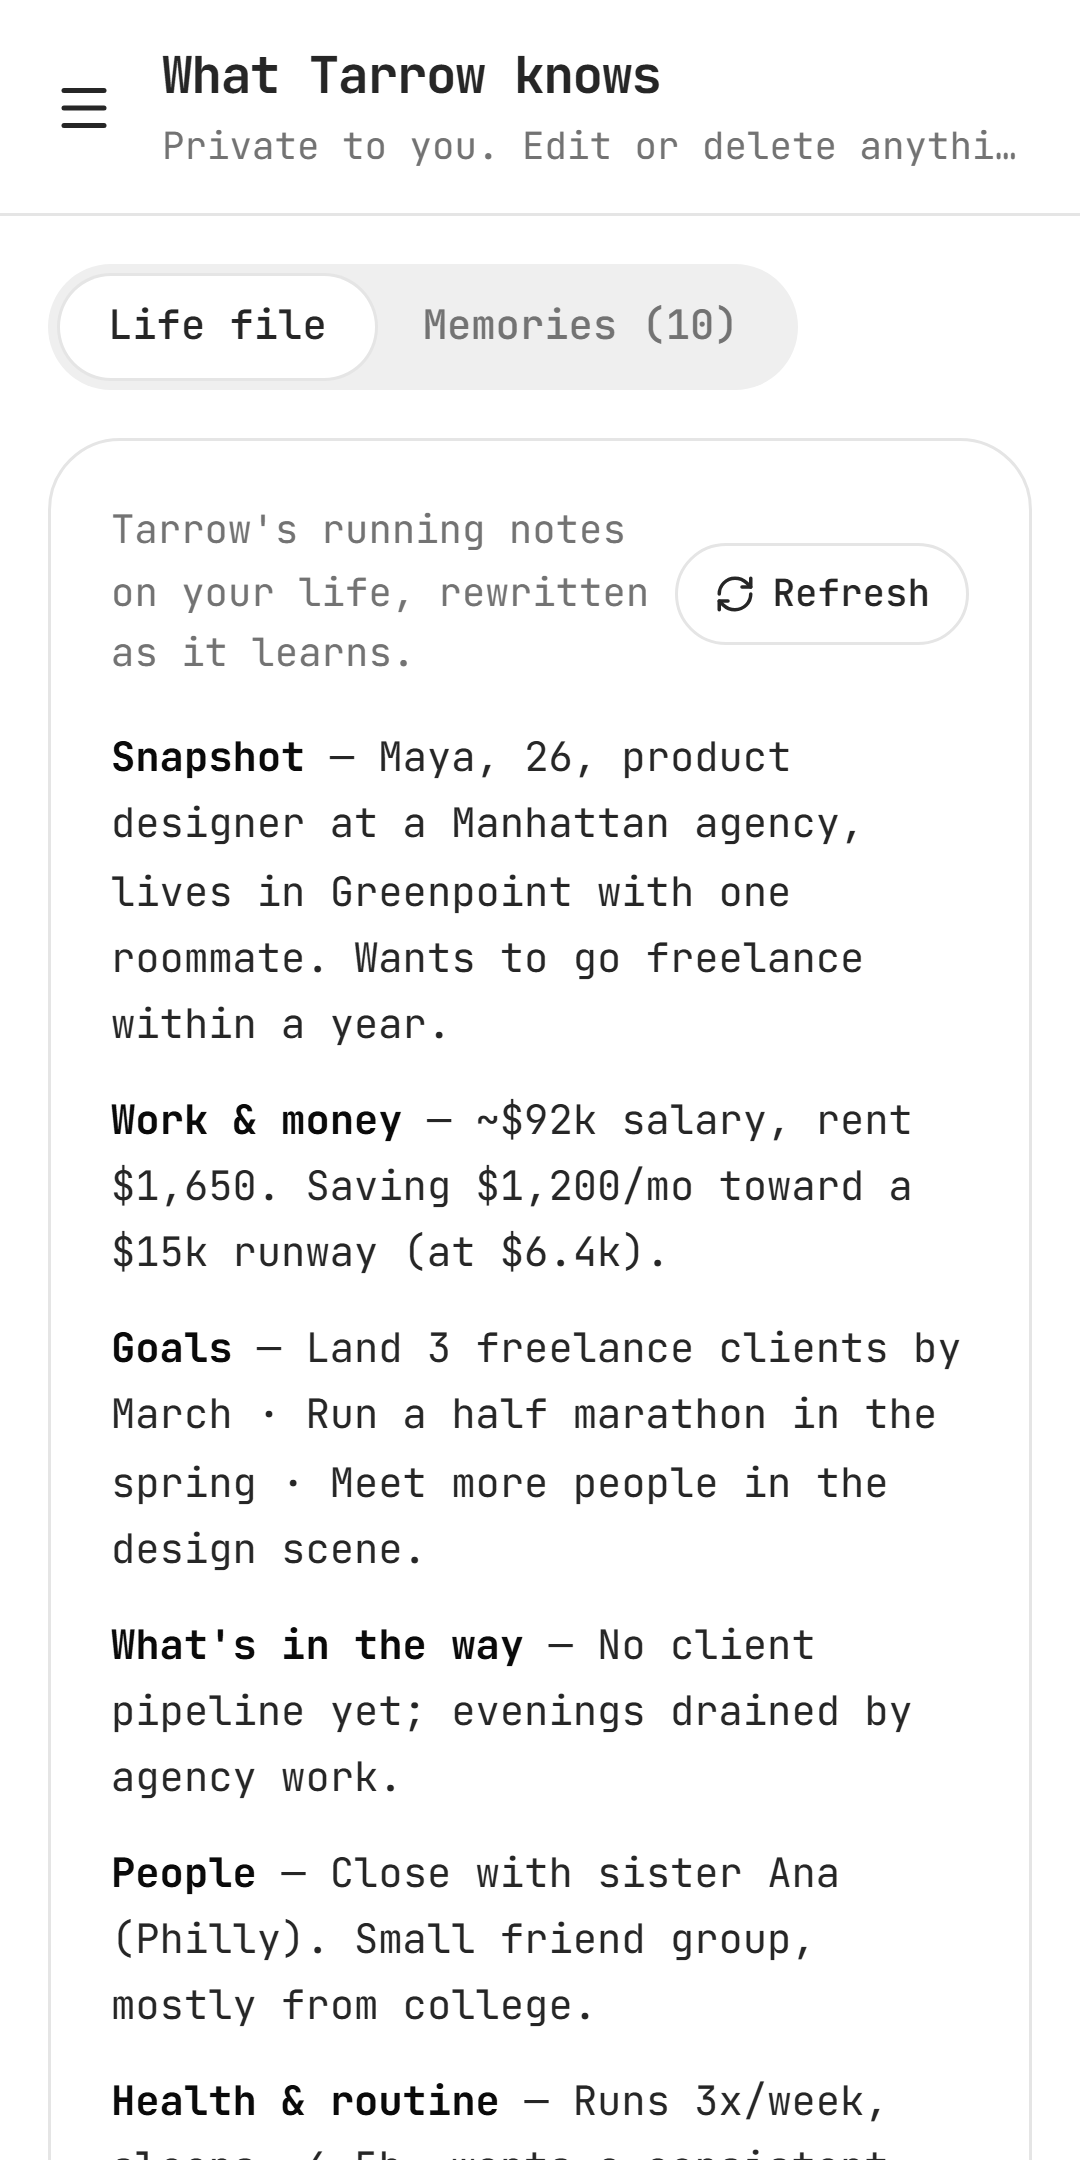 What Tarrow knows
Private to you. Edit or delete anythi…
Life file
Memories (10)
Tarrow's running notes
on your life, rewritten
as it learns.
Refresh
Snapshot — Maya, 26, product
designer at a Manhattan agency,
lives in Greenpoint with one
roommate. Wants to go freelance
within a year.
Work & money — ~$92k salary, rent
$1,650. Saving $1,200/mo toward a
$15k runway (at $6.4k).
Goals — Land 3 freelance clients by
March · Run a half marathon in the
spring · Meet more people in the
design scene.
What's in the way — No client
pipeline yet; evenings drained by
agency work.
People — Close with sister Ana
(Philly). Small friend group,
mostly from college.
Health & routine — Runs 3x/week,